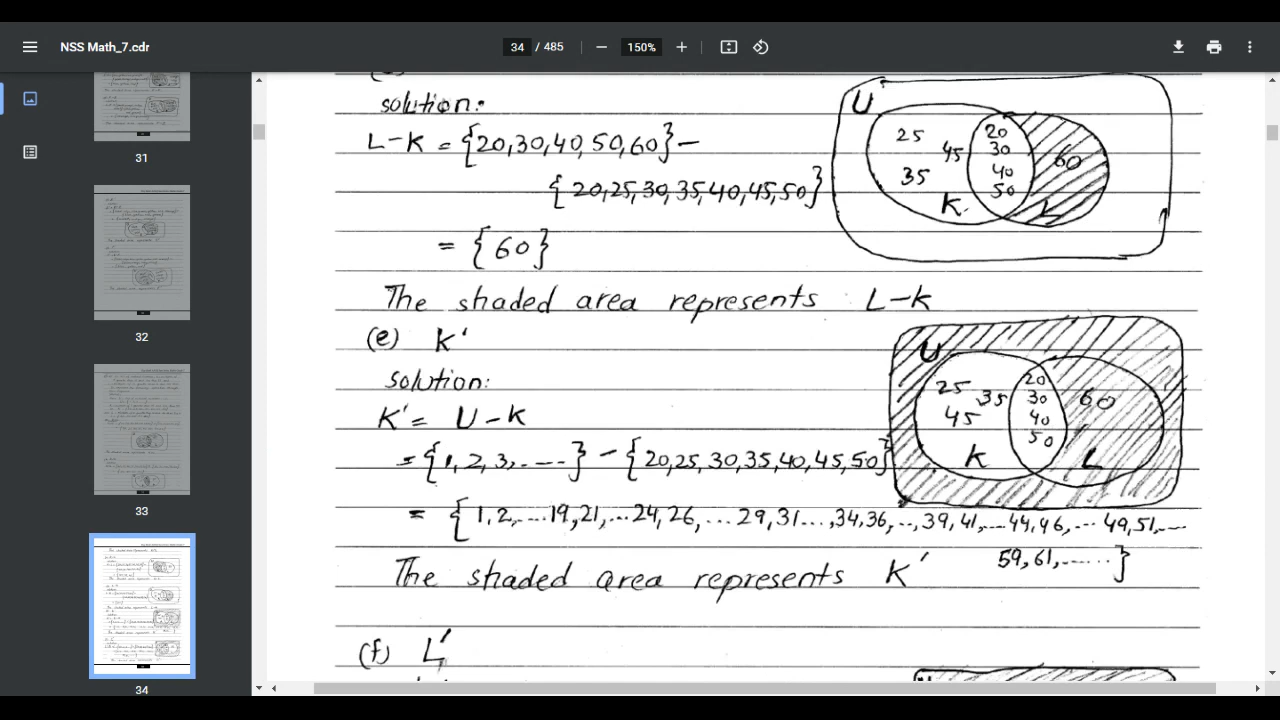 NSS Math_7.cdr
34 / 485
150%
31
32
33
34
solution:
L-K = {20,30,40,50,60} -
{20,25,30,35,40,45,50}
= {60}
U
25
45
35
K
20
30
40
50
60
L
The shaded area represents L-K
(e) K'
solution:
K' = U-K
= {1,2,3,.....} - {20,25,30,35,40,45,50}
= {1,2,....19,21,...24,26,...29,31...,34,36,..,39,41,....44,46,...49,51,....
59,61,......}
U
25
35
45
K
20
30
40
50
60
L
The shaded area represents K'
(f) L'